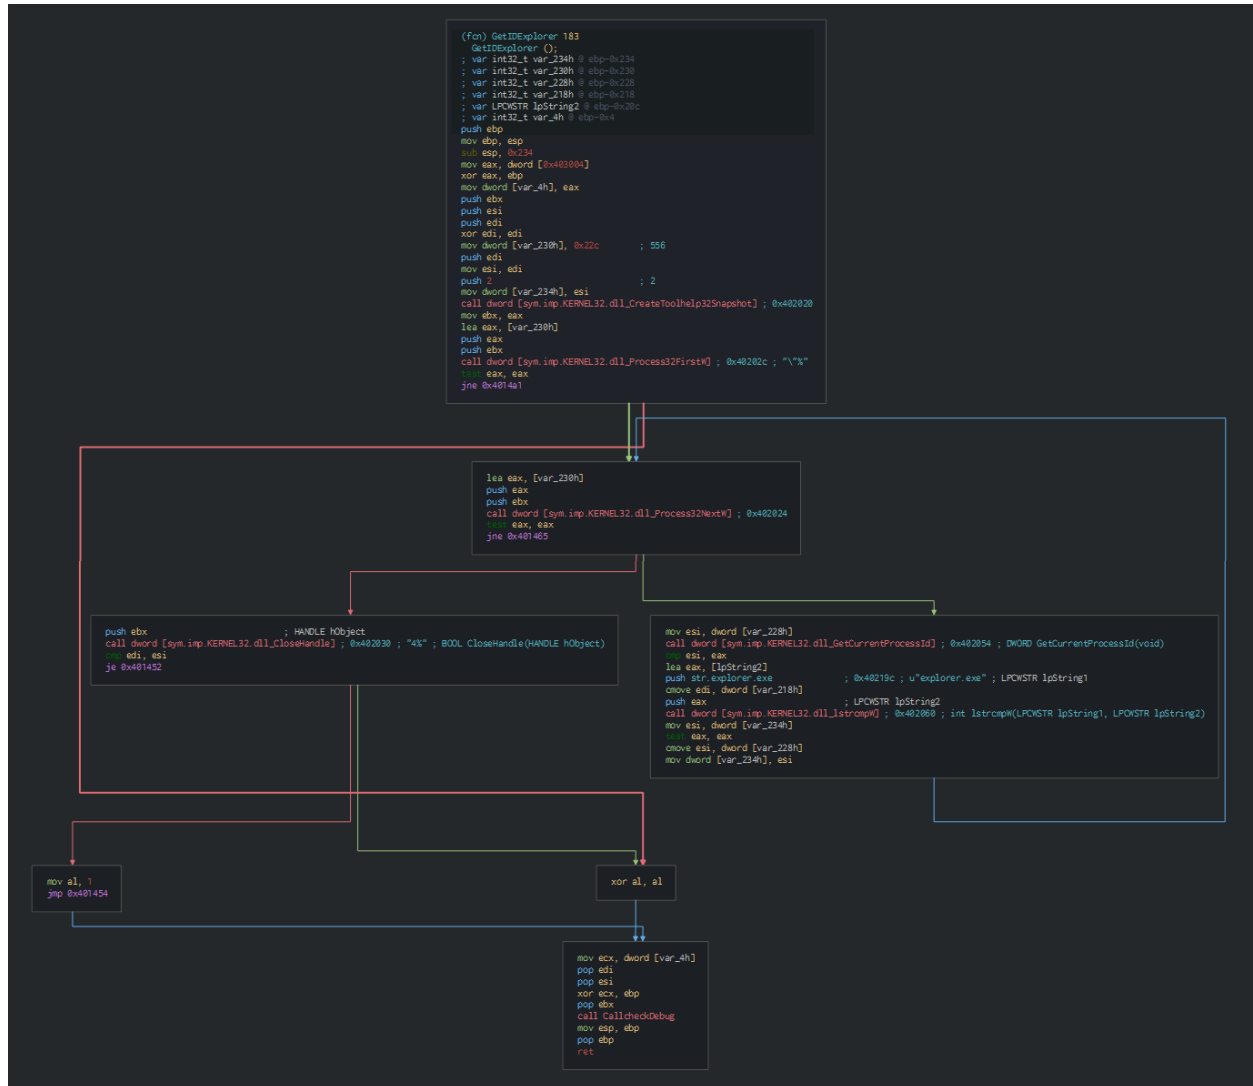 (fcn) GetIDExplorer 183
GetIDExplorer ();
; var int32_t var_234h @ ebp-0x234
; var int32_t var_230h @ ebp-0x230
; var int32_t var_228h @ ebp-0x228
; var int32_t var_218h @ ebp-0x218
; var LPCWSTR lpString2 @ ebp-0x20c
; var int32_t var_4h @ ebp-0x4
push ebp
mov ebp, esp
sub esp, 0x234
mov eax, dword [0x403004]
xor eax, ebp
mov dword [var_4h], eax
push ebx
push esi
push edi
xor edi, edi
mov dword [var_230h], 0x22c ; 556
push edi
mov esi, edi
push 2 ; 2
mov dword [var_234h], esi
call dword [sym.imp.KERNEL32.dll_CreateToolhelp32Snapshot] ; 0x402020
mov ebx, eax
lea eax, [var_230h]
push eax
push ebx
call dword [sym.imp.KERNEL32.dll_Process32FirstW] ; 0x40202c ; "\"%"
test eax, eax
jne 0x4014a1
lea eax, [var_230h]
push eax
push ebx
call dword [sym.imp.KERNEL32.dll_Process32NextW] ; 0x402024
test eax, eax
jne 0x401465
push ebx ; HANDLE hObject
call dword [sym.imp.KERNEL32.dll_CloseHandle] ; 0x402030 ; "4%" ; BOOL CloseHandle(HANDLE hObject)
cmp edi, esi
je 0x401452
mov esi, dword [var_228h]
call dword [sym.imp.KERNEL32.dll_GetCurrentProcessId] ; 0x402054 ; DWORD GetCurrentProcessId(void)
cmp esi, eax
lea eax, [lpString2]
push str.explorer.exe ; 0x40219c ; u"explorer.exe" ; LPCWSTR lpString1
cmove edi, dword [var_218h]
push eax ; LPCWSTR lpString2
call dword [sym.imp.KERNEL32.dll_lstrcmpW] ; 0x402060 ; int lstrcmpW(LPCWSTR lpString1, LPCWSTR lpString2)
mov esi, dword [var_234h]
test eax, eax
cmove esi, dword [var_228h]
mov dword [var_234h], esi
mov al, 1
jmp 0x401454
xor al, al
mov ecx, dword [var_4h]
pop edi
pop esi
xor ecx, ebp
pop ebx
call CallcheckDebug
mov esp, ebp
pop ebp
ret